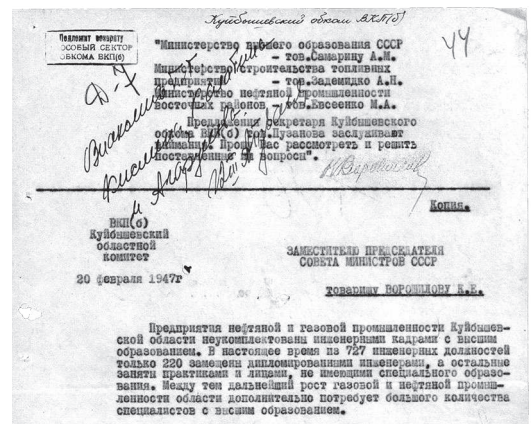 Куйбышевский обком ВКП(б)
Подлежит возврату
ОСОБЫЙ СЕКТОР
ОБКОМА ВКП(б)
44
"Министерство высшего образования СССР
- тов.Самарину А.М.
Министерство строительства топливных
предприятий - тов.Задемидко А.Н.
Министерство нефтяной промышленности
восточных районов - тов.Евсеенко М.А.
Предложения секретаря Куйбышевского
обкома ВКП(б) тов.Пузанова заслуживают
внимания. Прошу вас рассмотреть и решить
поставленные им вопросы".
Копия.
ВКП(б)
Куйбышевский
областной
комитет
20 февраля 1947г
ЗАМЕСТИТЕЛЮ ПРЕДСЕДАТЕЛЯ
СОВЕТА МИНИСТРОВ СССР
товарищу ВОРОШИЛОВУ К.Е.
Предприятия нефтяной и газовой промышленности Куйбышев-
ской области неукомплектованы инженерными кадрами с высшим
образованием. В настоящее время из 727 инженерных должностей
только 220 замещены дипломированными инженерами, а остальные
заняты практиками и лицами, не имеющими специального образо-
вания. Между тем дальнейший рост газовой и нефтяной промыш-
ленности области дополнительно потребует большого количества
специалистов с высшим образованием.